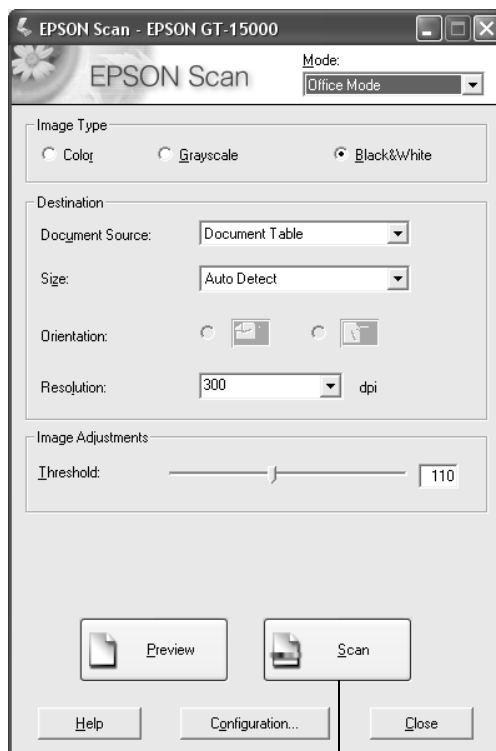 EPSON Scan - EPSON GT-15000
EPSON Scan
Mode:
Office Mode
Image Type
Color
Grayscale
Black&White
Destination
Document Source:
Document Table
Size:
Auto Detect
Orientation:
Resolution:
300
dpi
Image Adjustments
Threshold:
110
Preview
Scan
Help
Configuration...
Close